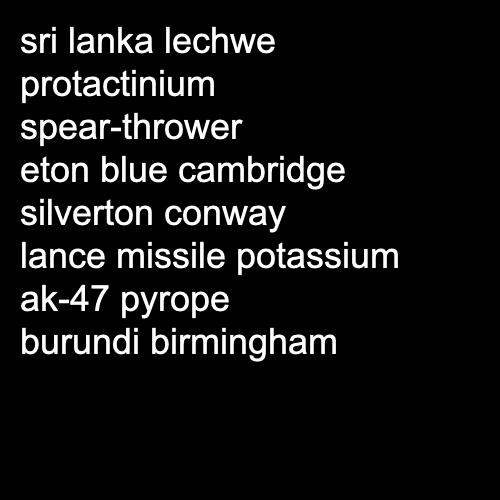 sri lanka lechwe
protactinium
spear-thrower
eton blue cambridge
silverton conway
lance missile potassium
ak-47 pyrope
burundi birmingham